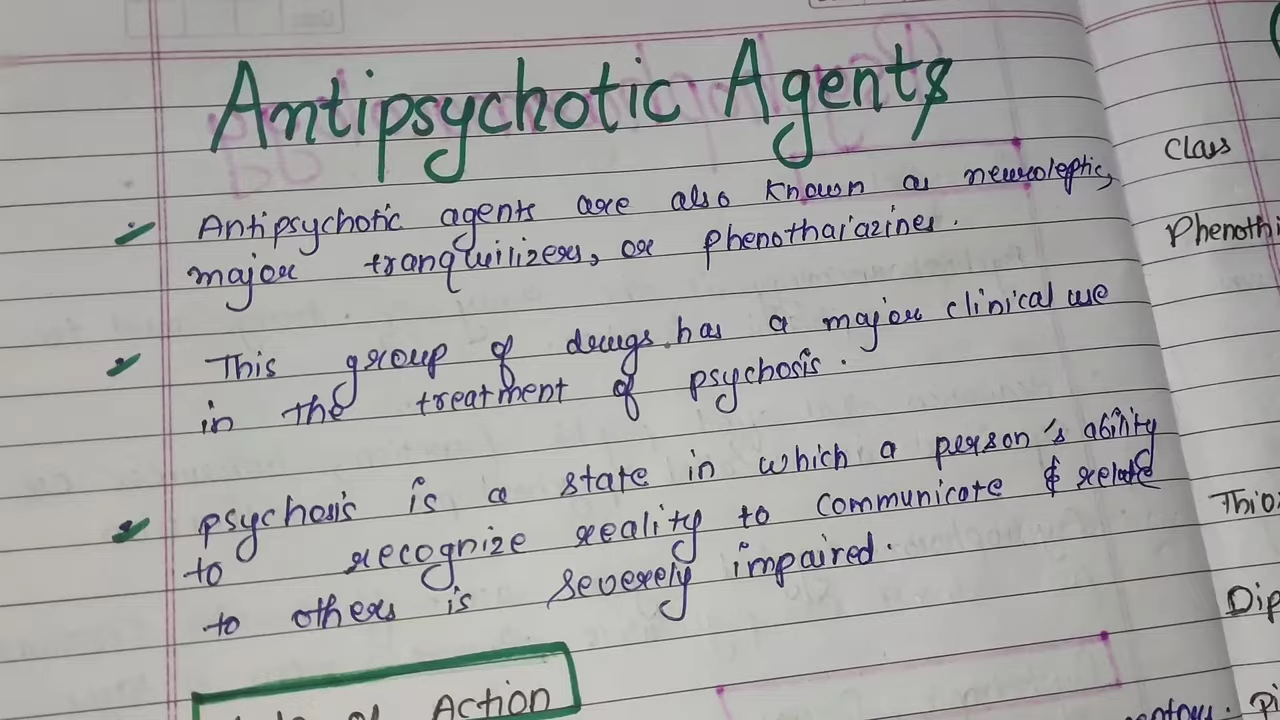 Antipsychotic Agents
Antipsychotic agents are also known as neuroleptic,
major tranquilizers, or phenothaiazines.
This group of drugs has a major clinical use
in the treatment of psychosis.
psychosis is a state in which a person's ability
to recognize reality to communicate & relate
to others is severely impaired.
Action
Class
Phenothi
Thio
Dip